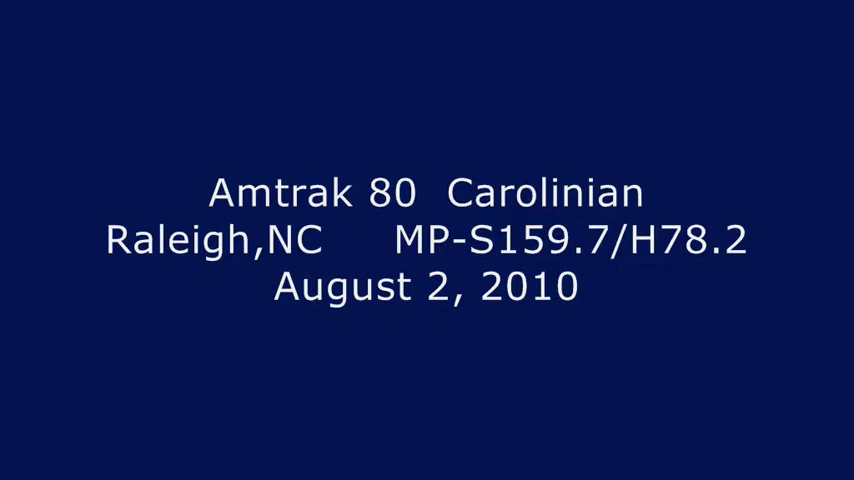 Amtrak 80  Carolinian
Raleigh,NC     MP-S159.7/H78.2
August 2, 2010